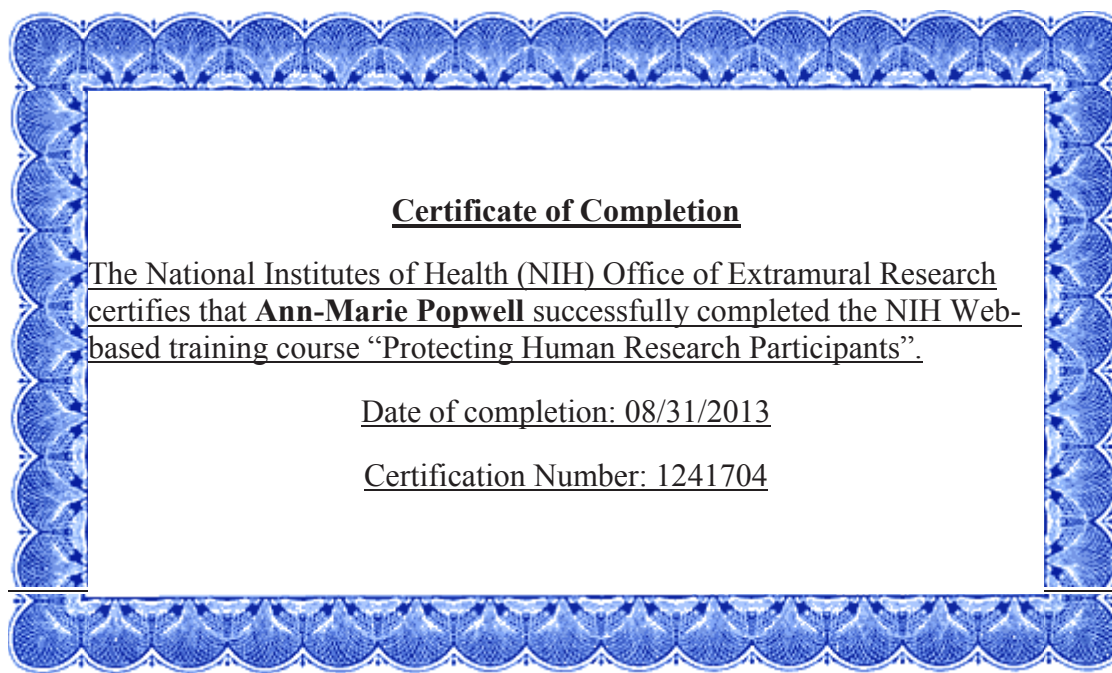 Certificate of Completion
The National Institutes of Health (NIH) Office of Extramural Research
certifies that Ann-Marie Popwell successfully completed the NIH Web-
based training course “Protecting Human Research Participants”.
Date of completion: 08/31/2013
Certification Number: 1241704